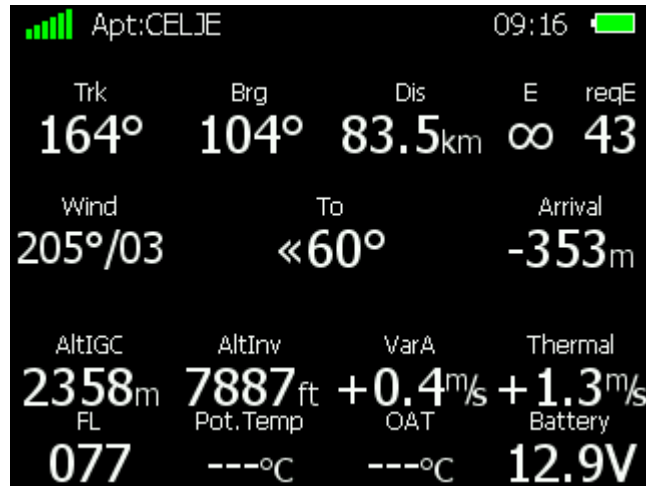 Apt:CELJE 09:16
Trk Brg Dis E reqE
164° 104° 83.5km ∞ 43
Wind To Arrival
205°/03 «60° -353m
AltIGC AltInv VarA Thermal
2358m 7887ft +0.4m/s +1.3m/s
FL Pot.Temp OAT Battery
077 ---°C ---°C 12.9V